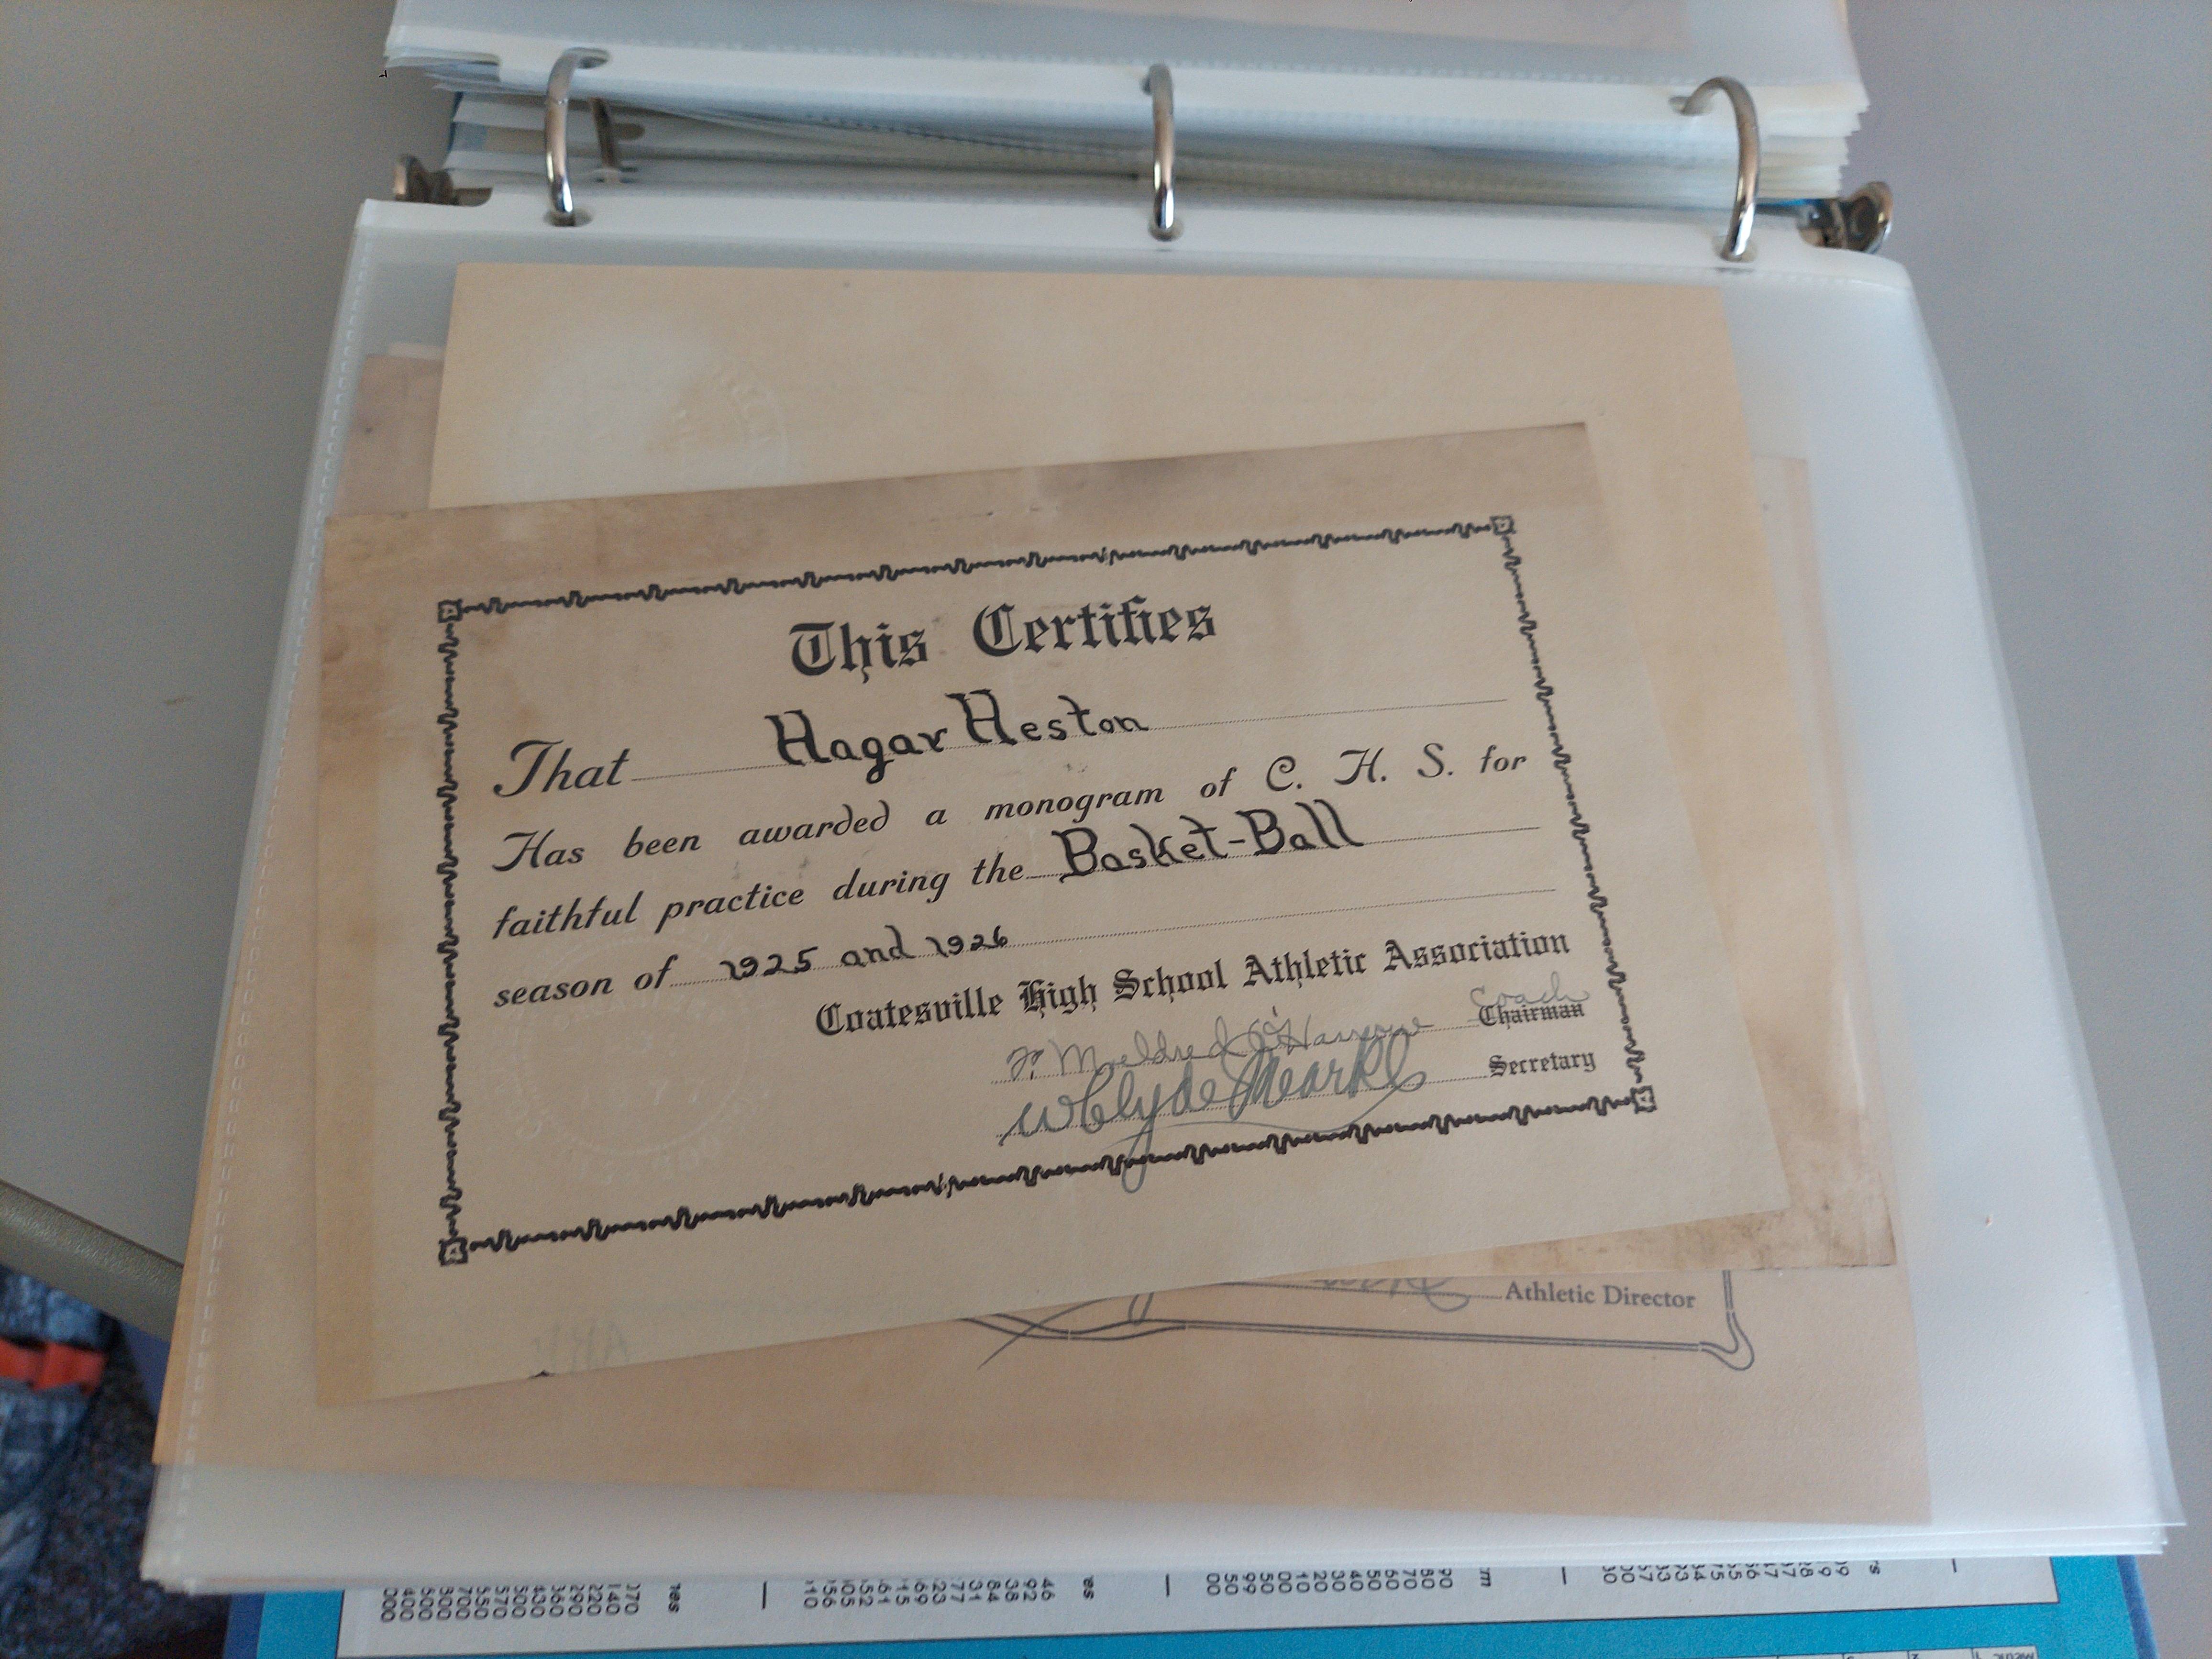 This Certifies
That Hagar Heston
Has been awarded a monogram of C. H. S. for
faithful practice during the Basket-Ball
season of 1925 and 1926
Coatesville High School Athletic Association
Coach
Chairman
W Clyde Mearkle
Secretary
Athletic Director